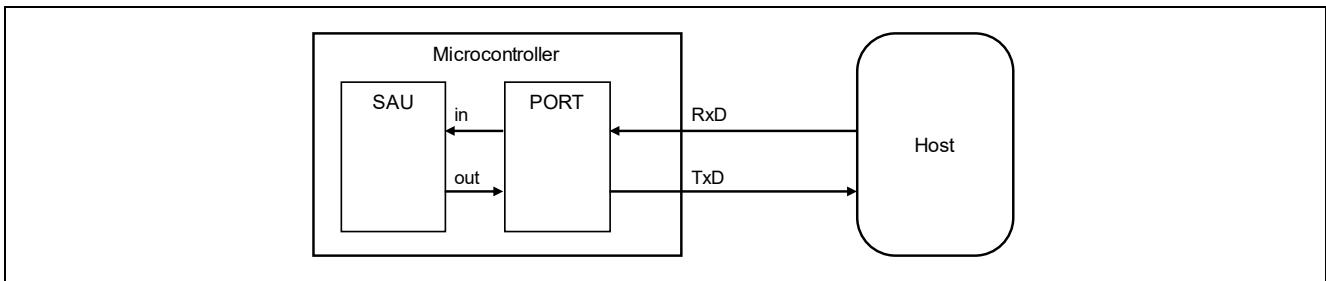 Microcontroller
SAU
PORT
in
RxD
Host
out
TxD